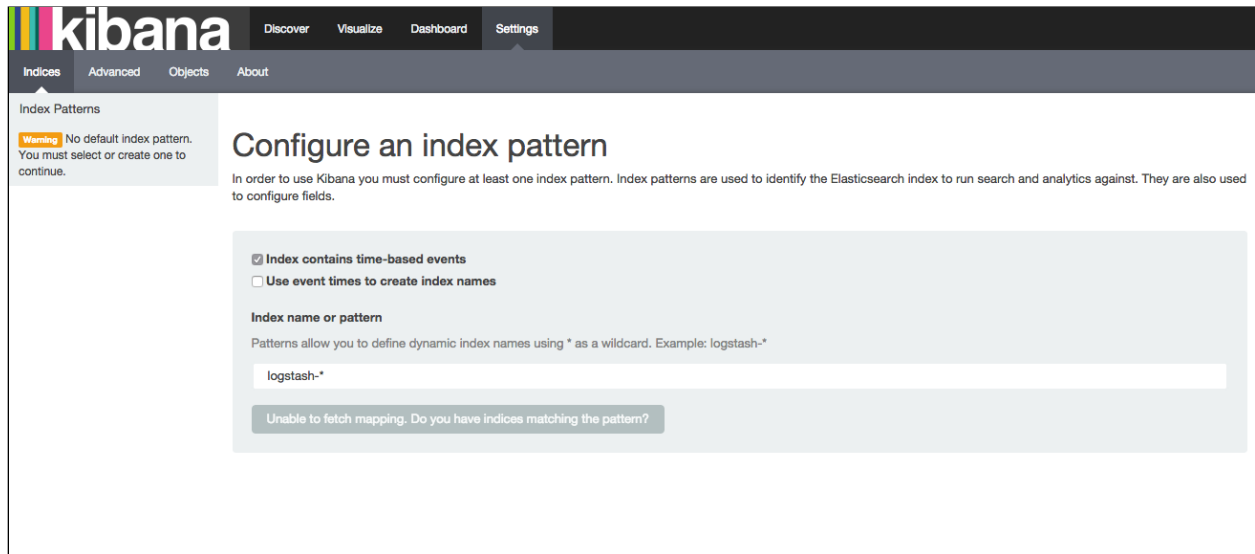 kibana
Discover Visualize Dashboard Settings
Indices Advanced Objects About
Index Patterns
Warning No default index pattern.
You must select or create one to
continue.
Configure an index pattern
In order to use Kibana you must configure at least one index pattern. Index patterns are used to identify the Elasticsearch index to run search and analytics against. They are also used
to configure fields.
Index contains time-based events
Use event times to create index names
Index name or pattern
Patterns allow you to define dynamic index names using * as a wildcard. Example: logstash-*
logstash-*
Unable to fetch mapping. Do you have indices matching the pattern?